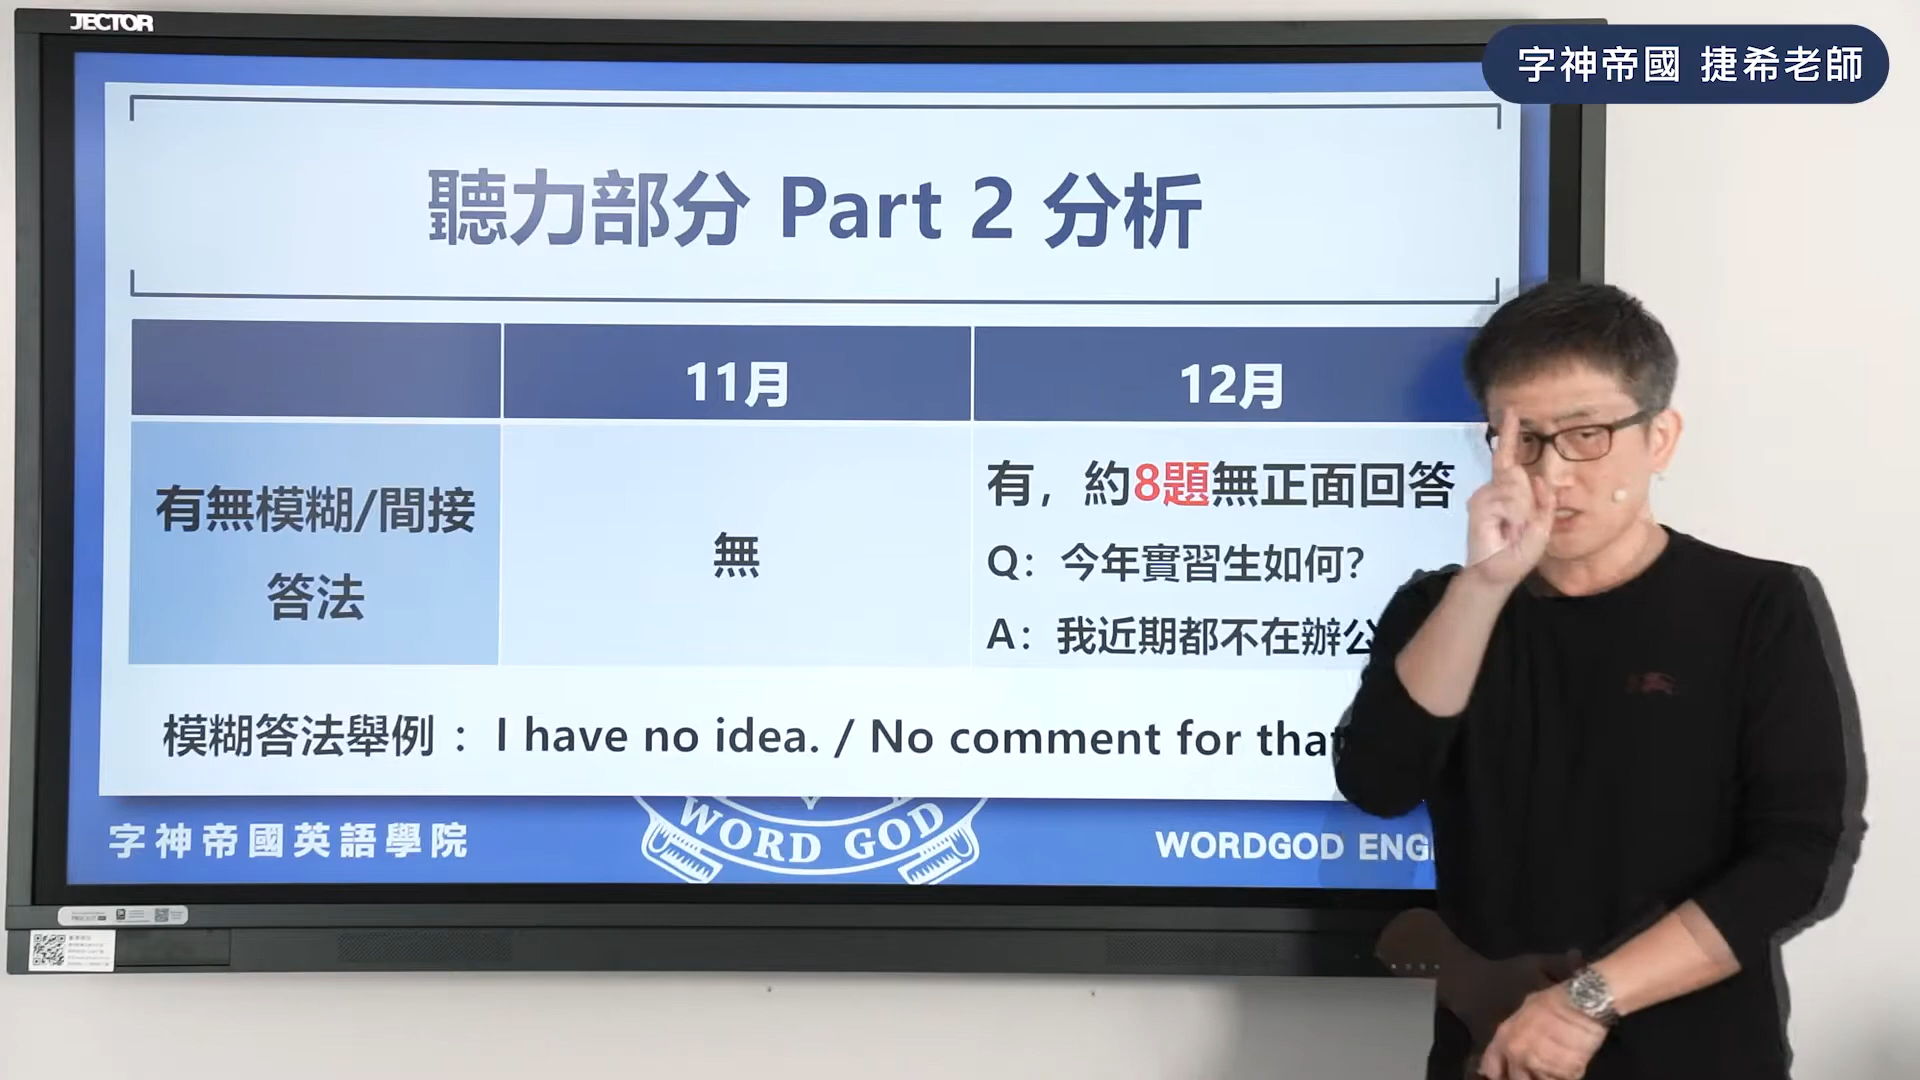 JECTOR
字神帝國 捷希老師
聽力部分 Part 2 分析
11月
12月
有無模糊/間接
答法
無
有，約8題無正面回答
Q：今年實習生如何？
A：我近期都不在辦公
模糊答法舉例：I have no idea. / No comment for that
字神帝國英語學院
WORD GOD
WORDGOD ENG